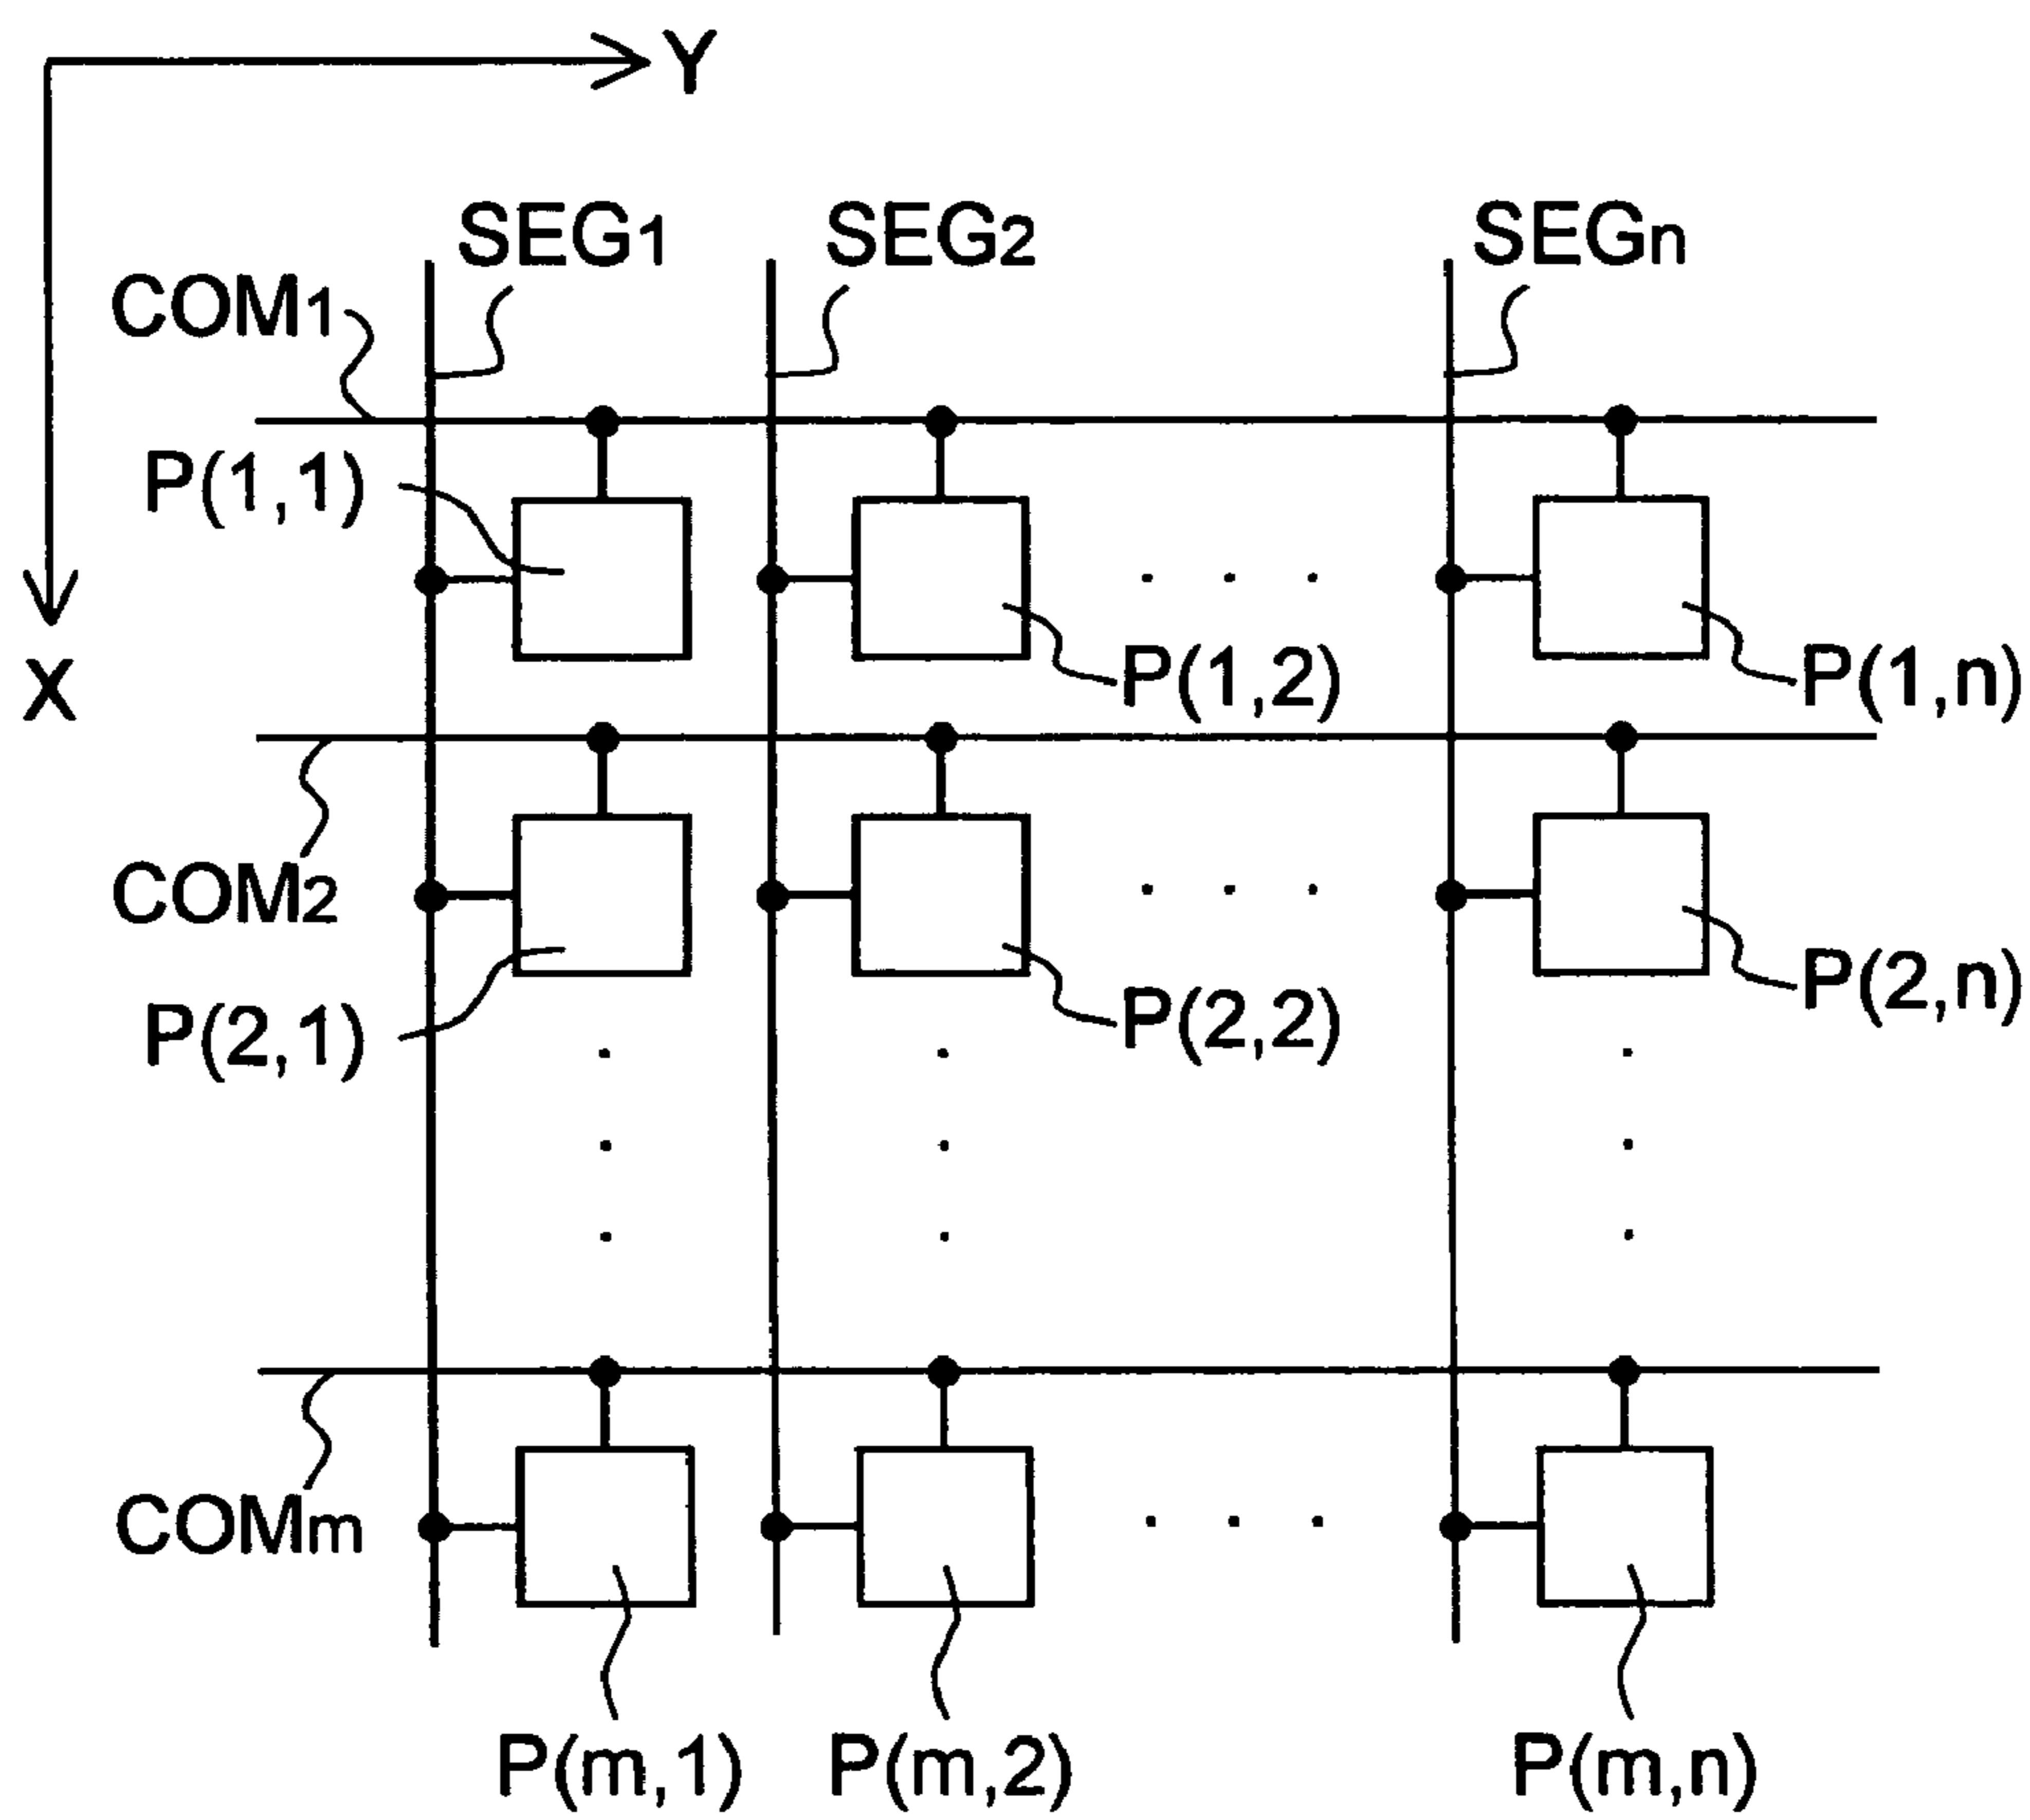 Y
X
SEG1 SEG2 SEGn
COM1
P(1,1)
P(1,2) P(1,n)
COM2
P(2,1) P(2,2) P(2,n)
COMm
P(m,1) P(m,2) P(m,n)